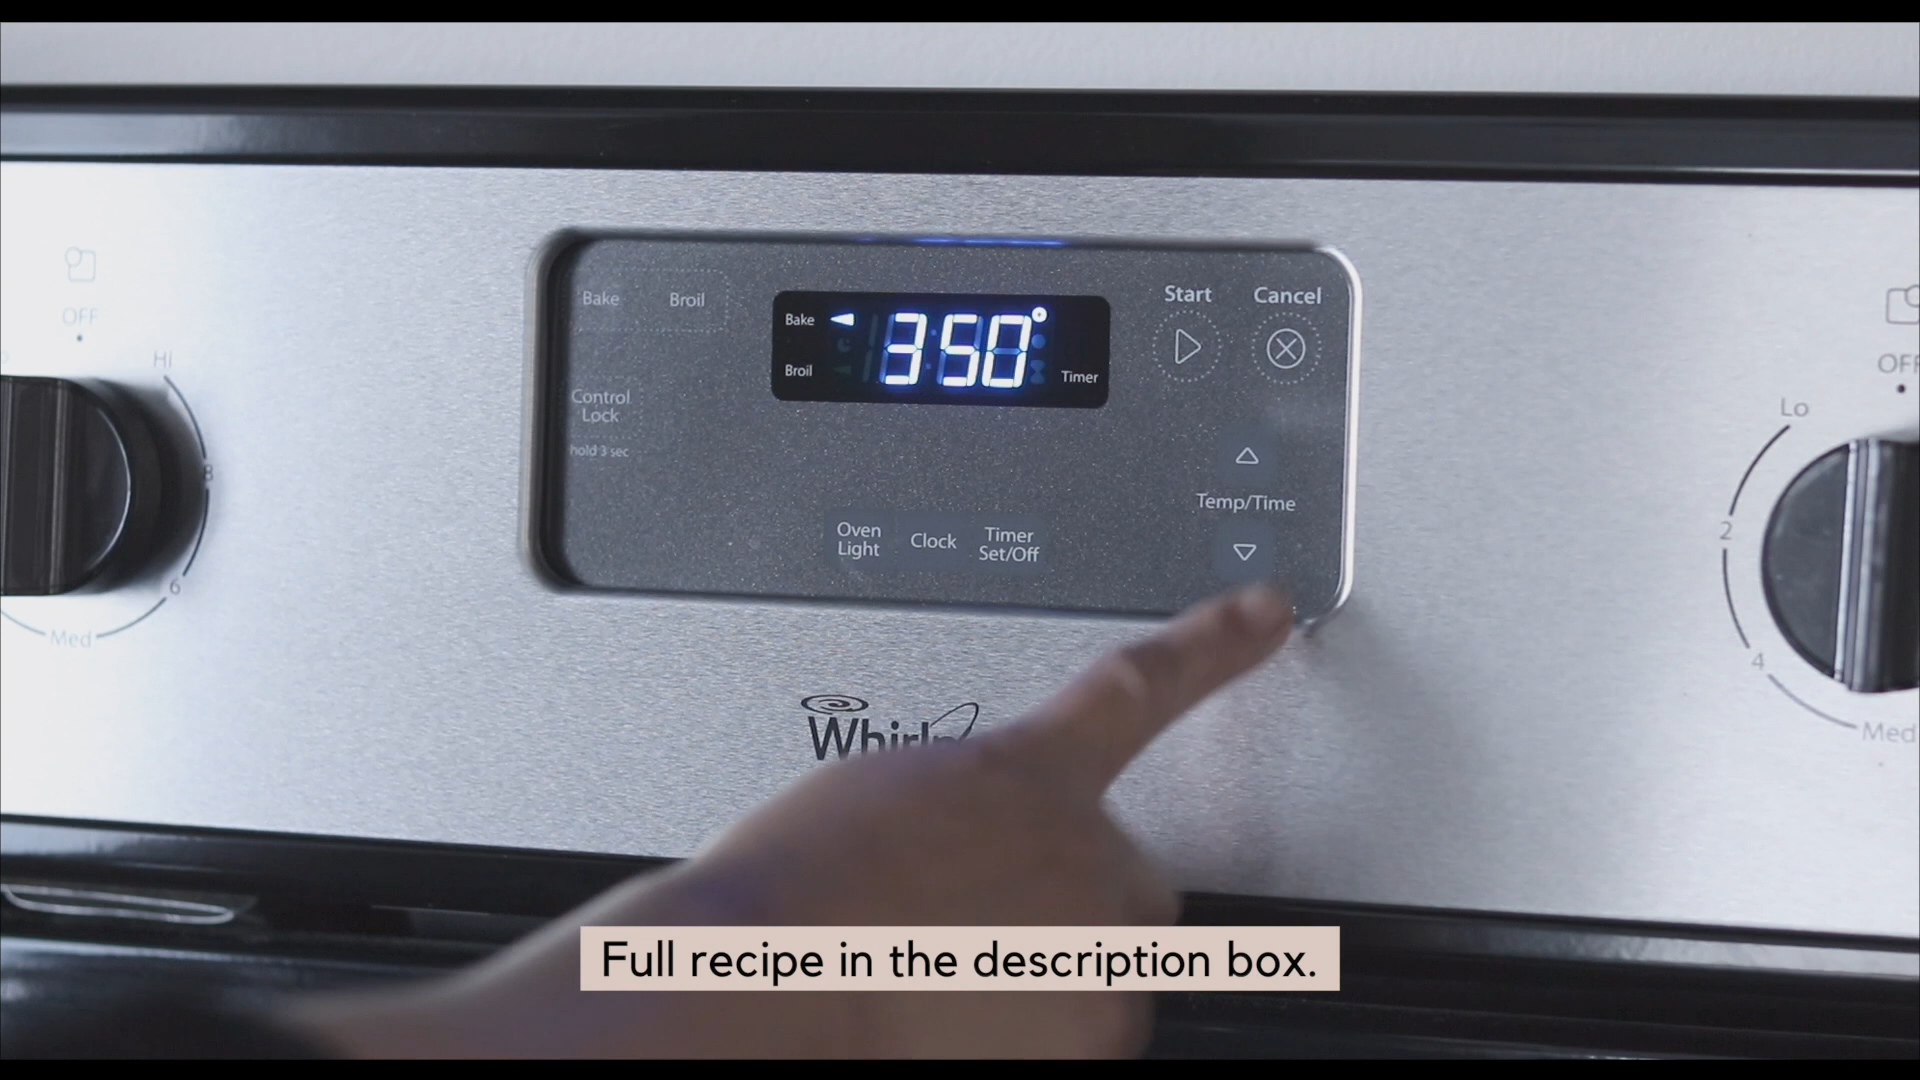 OFF
Hi
8
6
Med
Bake
Broil
Control
Lock
hold 3 sec
Bake
Broil
350°
Timer
Start
Cancel
Temp/Time
Oven
Light
Clock
Timer
Set/Off
OFF
Lo
2
4
Med
Full recipe in the description box.